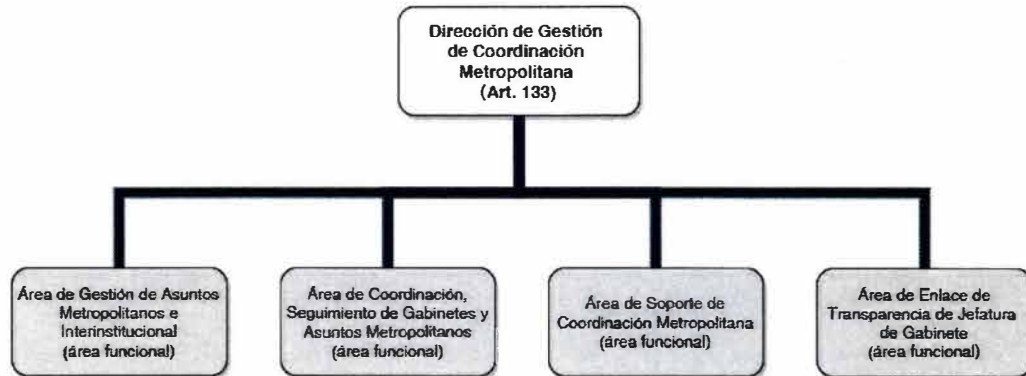 Dirección de Gestión
de Coordinación
Metropolitana
(Art. 133)
Área de Gestión de Asuntos
Metropolitanos e
Interinstitucional
(área funcional)
Área de Coordinación,
Seguimiento de Gabinetes y
Asuntos Metropolitanos
(área funcional)
Área de Soporte de
Coordinación Metropolitana
(área funcional)
Área de Enlace de
Transparencia de Jefatura
de Gabinete
(área funcional)